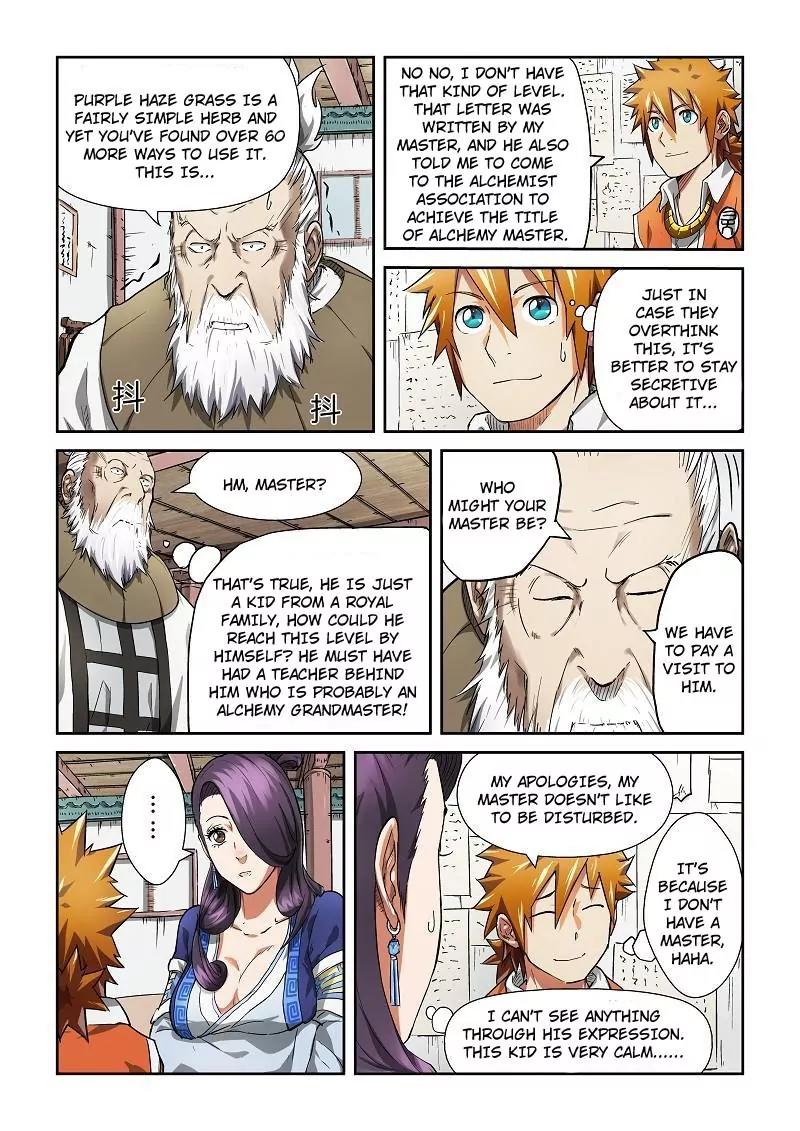 PURPLE HAZE GRASS IS A
FAIRLY SIMPLE HERB AND
YET YOU'VE FOUND OVER 60
MORE WAYS TO USE IT.
THIS IS...
抖
抖
NO NO, I DON'T HAVE
THAT KIND OF LEVEL.
THAT LETTER WAS
WRITTEN BY MY
MASTER, AND HE ALSO
TOLD ME TO COME
TO THE ALCHEMIST
ASSOCIATION TO
ACHIEVE THE TITLE
OF ALCHEMY MASTER.
JUST IN
CASE THEY
OVERTHINK
THIS, IT'S
BETTER TO STAY
SECRETIVE
ABOUT IT...
HM, MASTER?
THAT'S TRUE, HE IS JUST
A KID FROM A ROYAL
FAMILY, HOW COULD HE
REACH THIS LEVEL BY
HIMSELF? HE MUST HAVE
HAD A TEACHER BEHIND
HIM WHO IS PROBABLY AN
ALCHEMY GRANDMASTER!
WHO
MIGHT YOUR
MASTER BE?
WE HAVE
TO PAY A
VISIT TO
HIM.
......
MY APOLOGIES, MY
MASTER DOESN'T LIKE
TO BE DISTURBED.
IT'S
BECAUSE
I DON'T
HAVE A
MASTER,
HAHA.
I CAN'T SEE ANYTHING
THROUGH HIS EXPRESSION.
THIS KID IS VERY CALM......